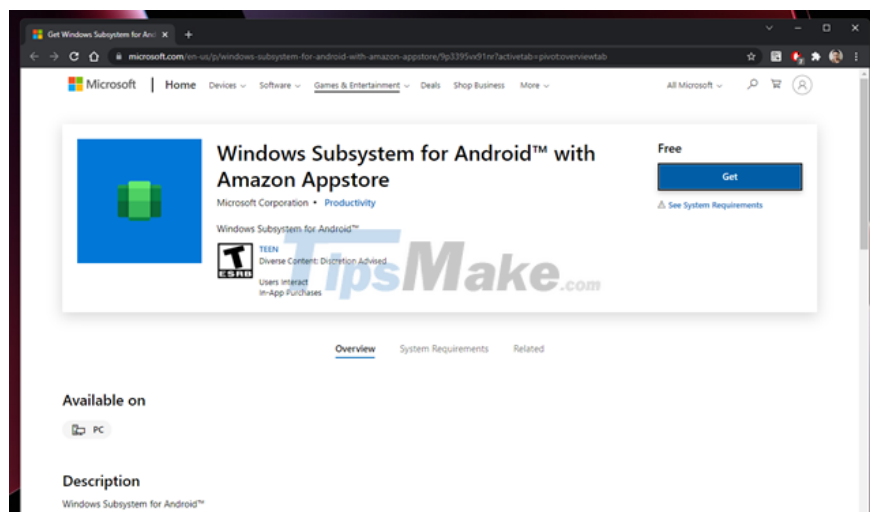 Get Windows Subsystem for And
microsoft.com/en-us/p/windows-subsystem-for-android-with-amazon-appstore/9p3395vx91nr?activetab=pivot:overviewtab
Microsoft | Home Devices Software Games & Entertainment Deals Shop Business More All Microsoft
Windows Subsystem for Android™ with
Amazon Appstore
Microsoft Corporation • Productivity
Windows Subsystem for Android™
T
ESRB
TEEN
Diverse Content: Discretion Advised
Users Interact
In-App Purchases
Free
Get
See System Requirements
TipsMake.com
Overview System Requirements Related
Available on
PC
Description
Windows Subsystem for Android™